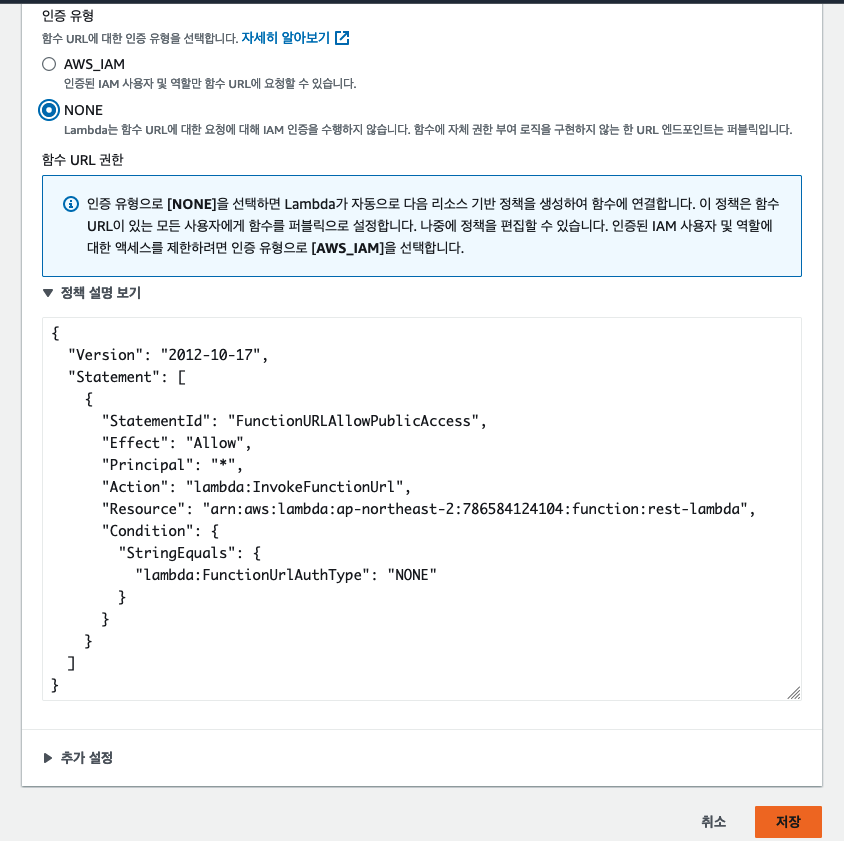 인증 유형
함수 URL에 대한 인증 유형을 선택합니다. 자세히 알아보기
AWS_IAM
인증된 IAM 사용자 및 역할만 함수 URL에 요청할 수 있습니다.
NONE
Lambda는 함수 URL에 대한 요청에 대해 IAM 인증을 수행하지 않습니다. 함수에 자체 권한 부여 로직을 구현하지 않는 한 URL 엔드포인트는 퍼블릭입니다.
함수 URL 권한
인증 유형으로 [NONE]을 선택하면 Lambda가 자동으로 다음 리소스 기반 정책을 생성하여 함수에 연결합니다. 이 정책은 함수
URL이 있는 모든 사용자에게 함수를 퍼블릭으로 설정합니다. 나중에 정책을 편집할 수 있습니다. 인증된 IAM 사용자 및 역할에
대한 액세스를 제한하려면 인증 유형으로 [AWS_IAM]을 선택합니다.
정책 설명 보기
{
  "Version": "2012-10-17",
  "Statement": [
    {
      "StatementId": "FunctionURLAllowPublicAccess",
      "Effect": "Allow",
      "Principal": "*",
      "Action": "lambda:InvokeFunctionUrl",
      "Resource": "arn:aws:lambda:ap-northeast-2:786584124104:function:rest-lambda",
      "Condition": {
        "StringEquals": {
          "lambda:FunctionUrlAuthType": "NONE"
        }
      }
    }
  ]
}
추가 설정
취소
저장